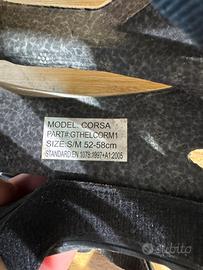 MODEL: CORSA
PART#:GTHELCORM1
SIZE: S/M 52-58cm
STANDARD EN 1078:1997+A1:2005
subito